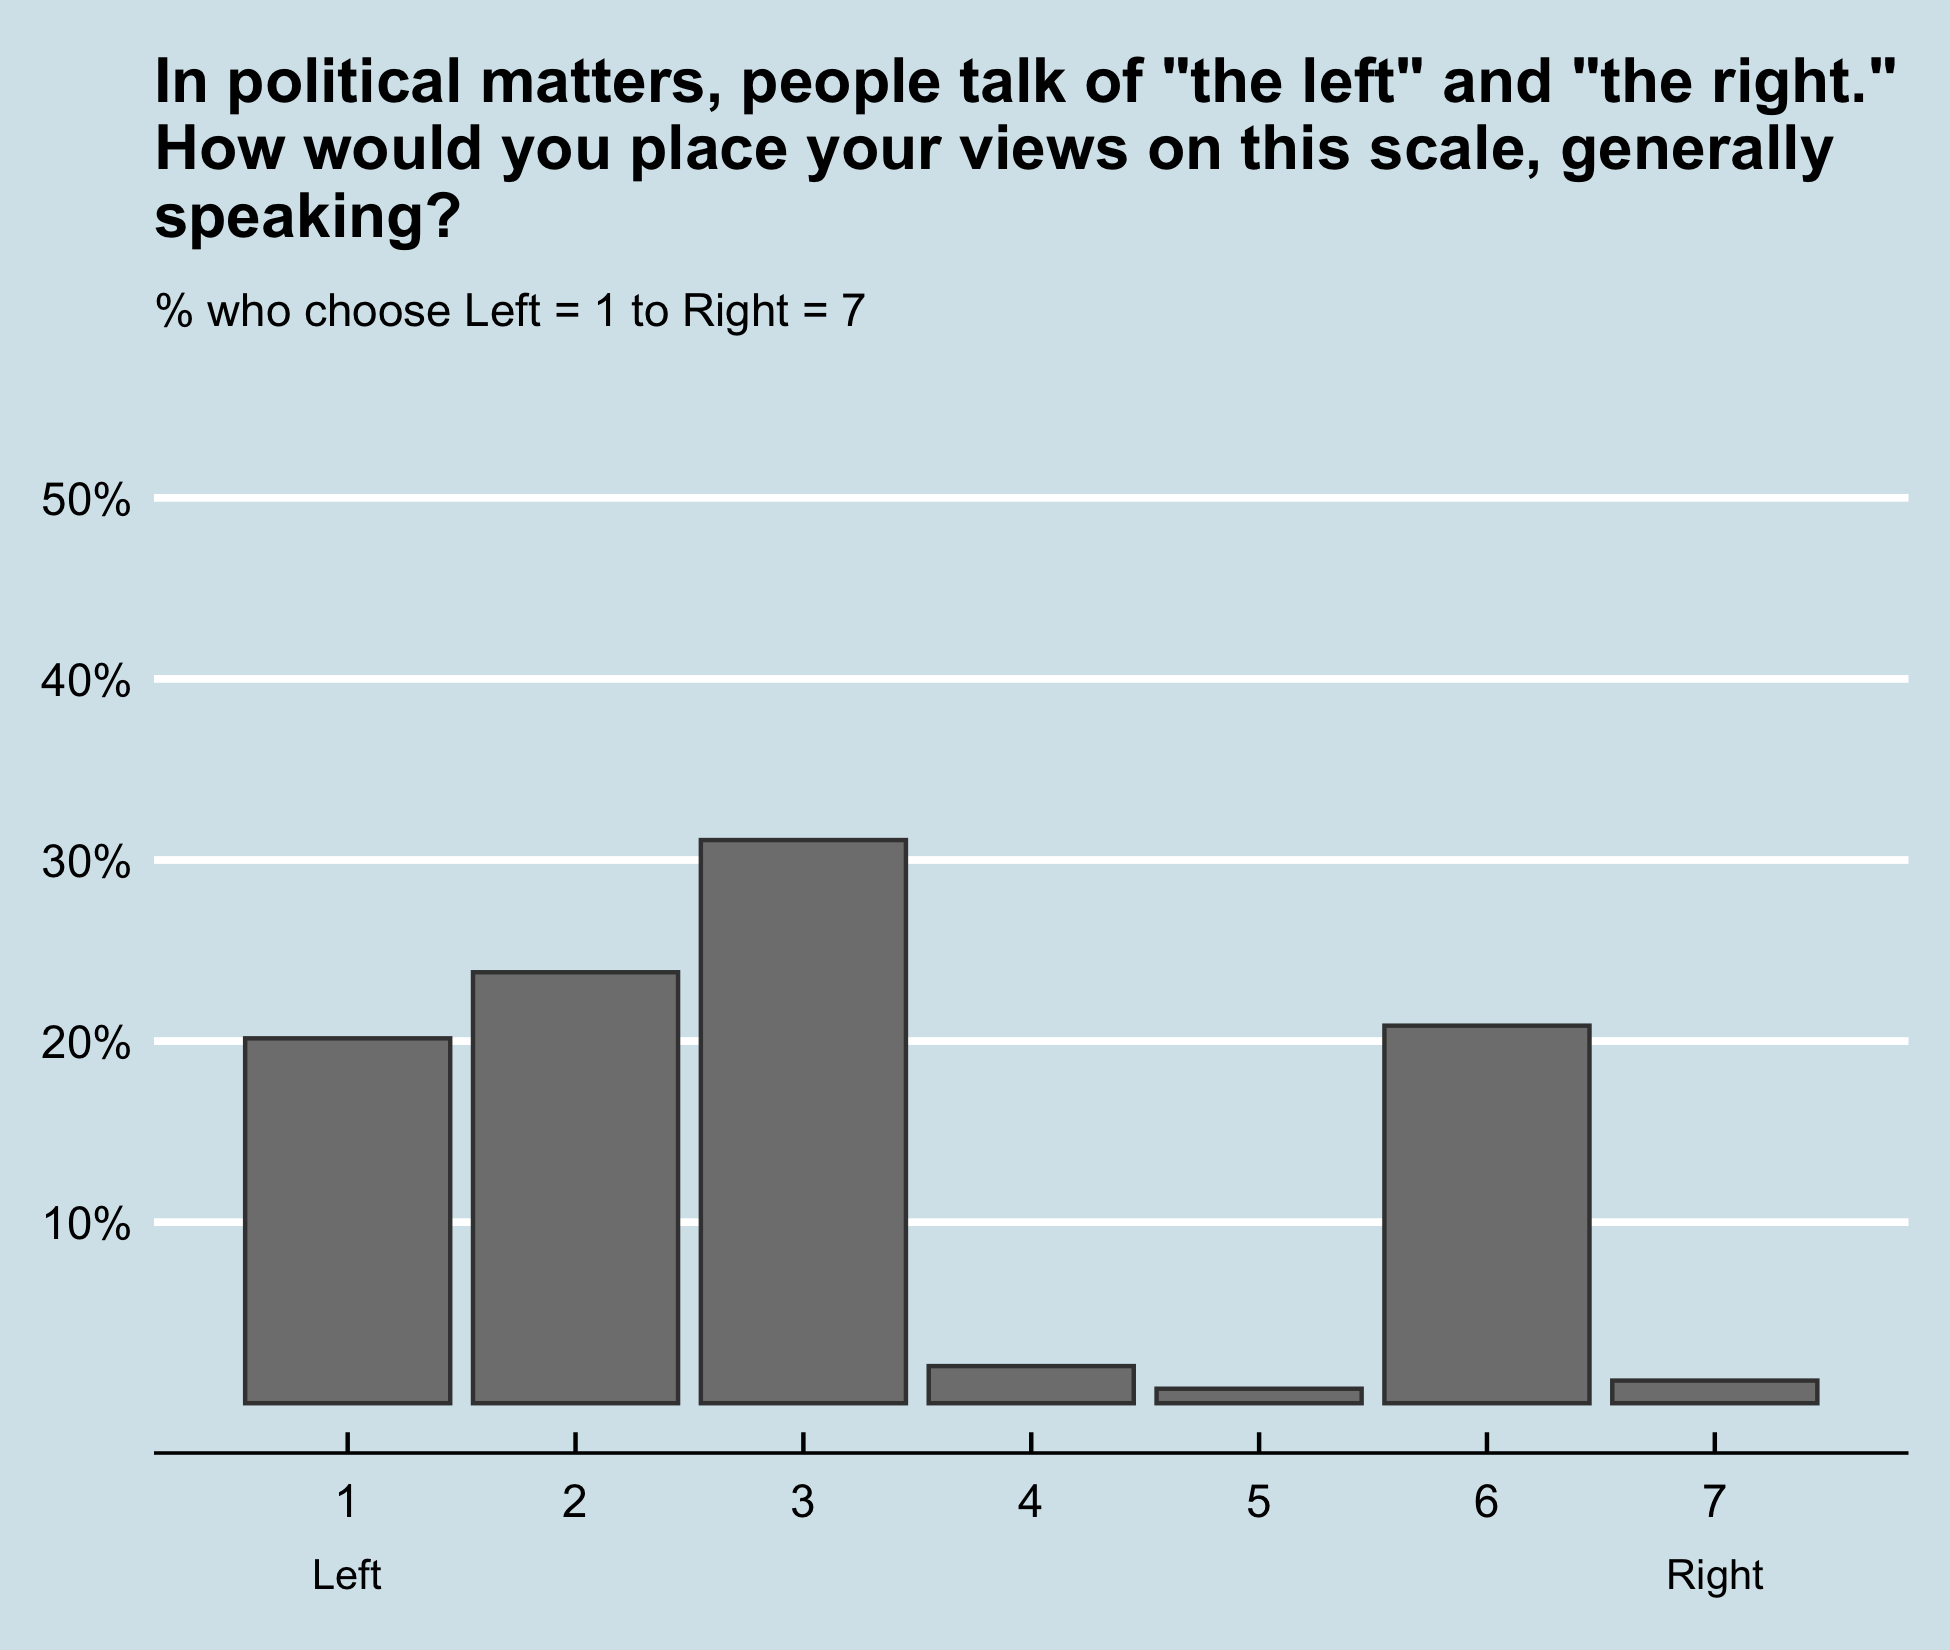 In political matters, people talk of "the left" and "the right."
How would you place your views on this scale, generally
speaking?
% who choose Left = 1 to Right = 7
50%
40%
30%
20%
10%
1 2 3 4 5 6 7
Left Right